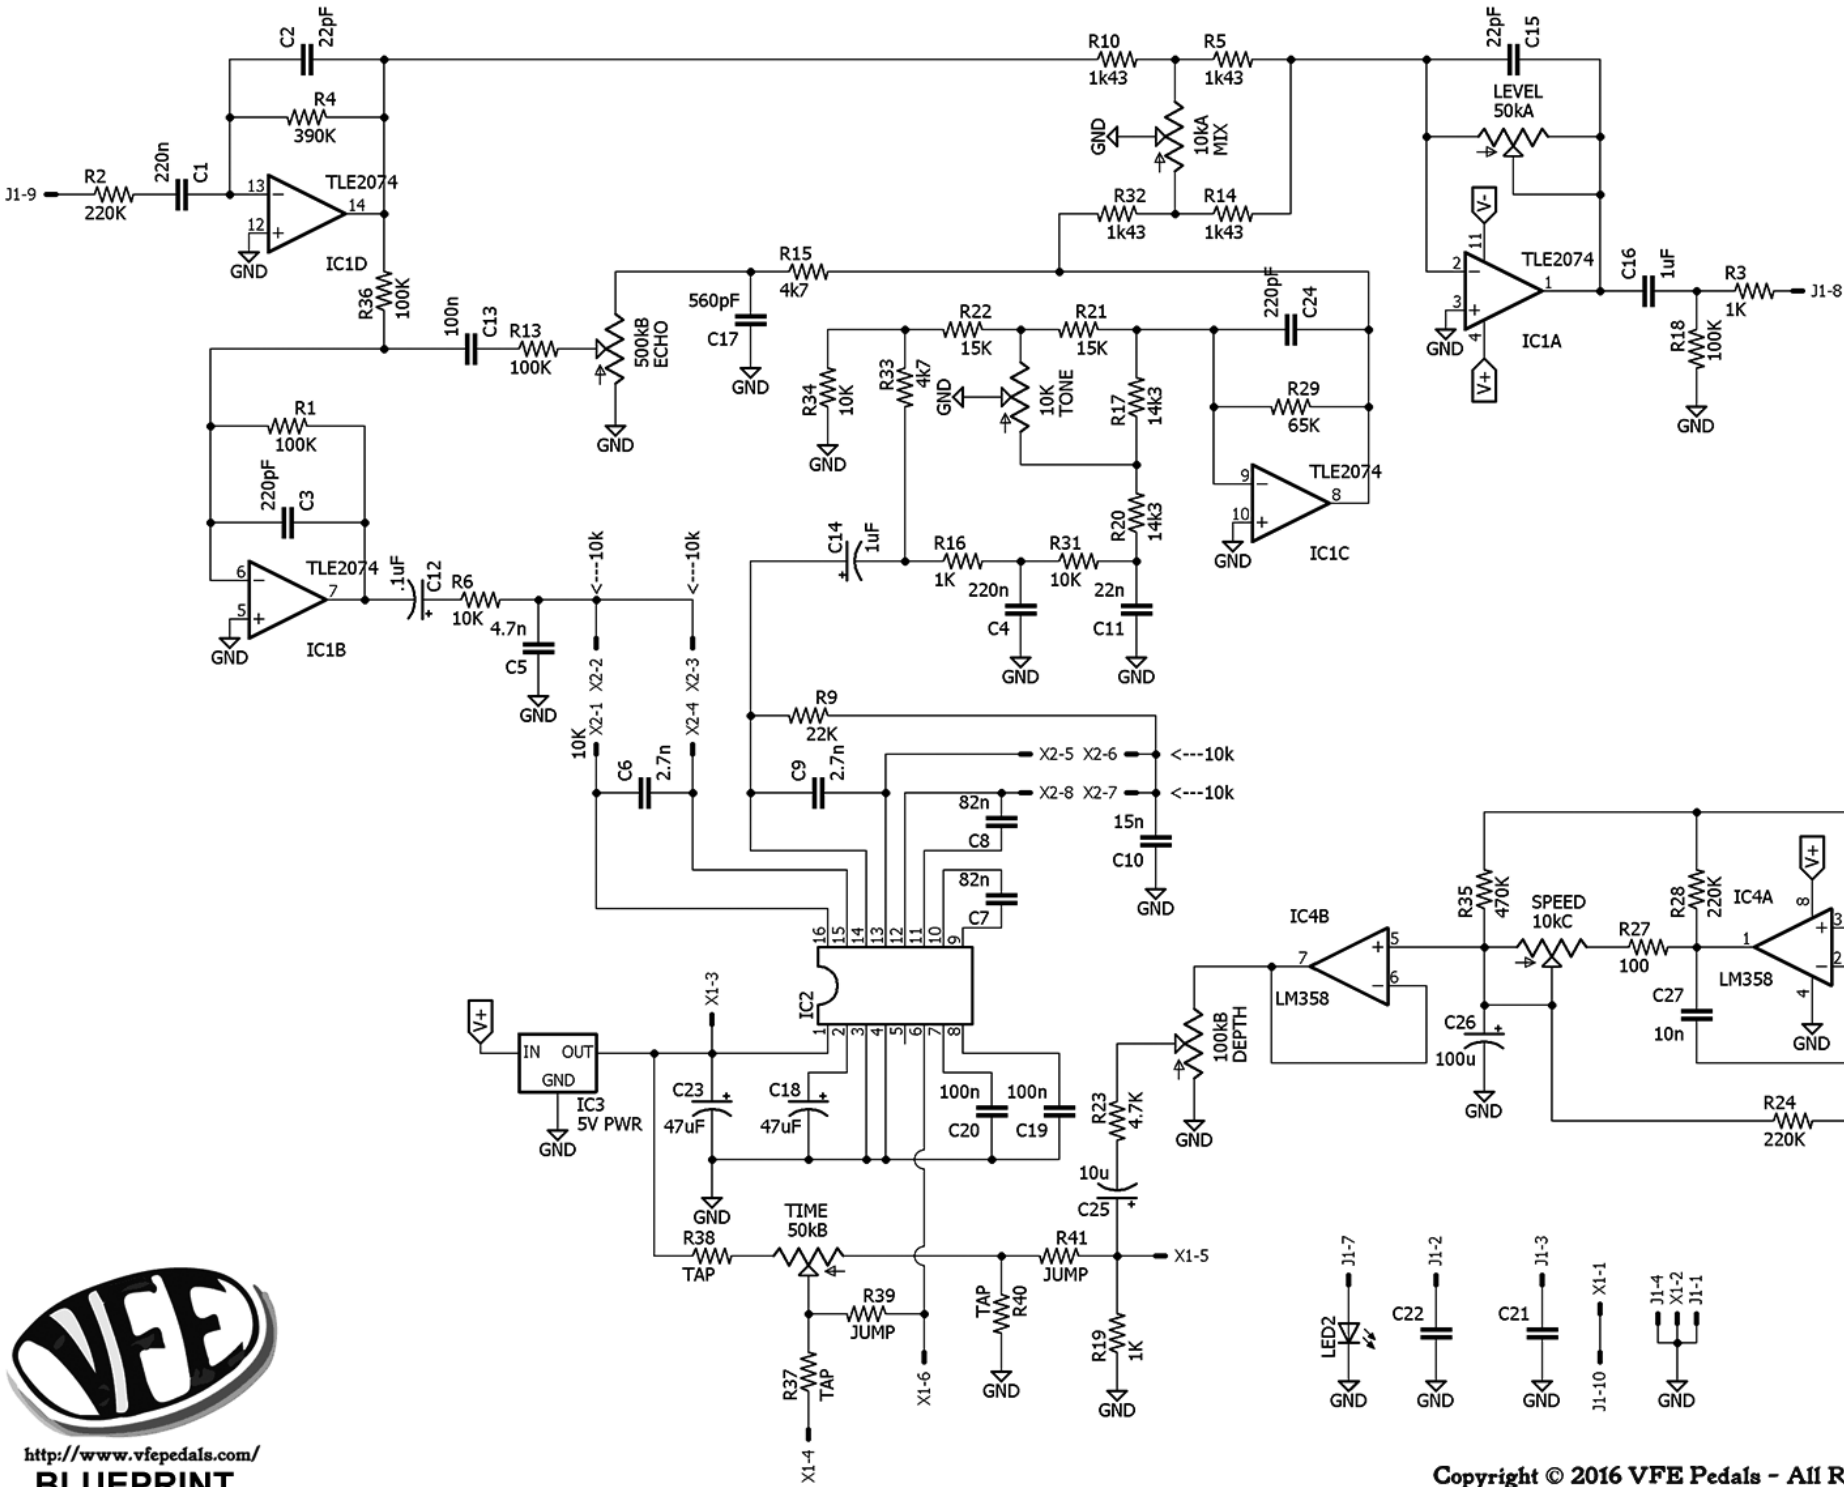 C2
22pF
R4
390K
J1-9
R2
220K
220n
C1
13
12
14
TLE2074
IC1D
GND
R36
100K
R10
1k43
R5
1k43
GND
10kA
MIX
R32
1k43
R14
1k43
22pF
C15
LEVEL
50kA
V-
11
2
3
1
4
TLE2074
IC1A
V+
GND
C16
1uF
R3
1K
J1-8
R18
100K
GND
100n
C13
R13
100K
500kB
ECHO
GND
560pF
C17
GND
R15
4k7
R22
15K
R21
15K
220pF
C24
R34
10K
GND
R33
4k7
GND
10K
TONE
R17
14k3
R29
65K
R20
14k3
9
10
8
TLE2074
IC1C
GND
R1
100K
220pF
C3
6
5
7
TLE2074
IC1B
GND
.1uF
C12
R6
10K
4.7n
C5
GND
<---10k
<---10k
X2-2
X2-3
10K
X2-1
X2-4
C6
2.7n
C14
1uF
R16
1K
R31
10K
220n
C4
GND
22n
C11
GND
R9
22K
C9
2.7n
X2-5 X2-6
<---10k
X2-8 X2-7
<---10k
82n
C8
15n
C10
GND
82n
C7
16
15
14
13
12
11
10
9
IC2
1
2
3
4
5
6
7
8
V+
IN OUT
GND
IC3
5V PWR
GND
X1-3
C23
47uF
C18
47uF
100n
C20
100n
C19
GND
IC4B
LM358
5
6
7
100kB
DEPTH
GND
R23
4.7K
10u
C25
R35
470K
SPEED
10kC
R27
100
R28
220K
IC4A
LM358
V+
8
3
2
1
4
GND
C26
100u
GND
C27
10n
R24
220K
TIME
50kB
R38
TAP
R39
JUMP
R37
TAP
X1-4
X1-6
TAP
R40
GND
R41
JUMP
X1-5
R19
1K
GND
J1-7
LED2
GND
J1-2
C22
GND
J1-3
C21
GND
X1-1
J1-10
J1-4
X1-2
J1-1
GND
VFE
http://www.vfepedals.com/
BLUEPRINT
Copyright © 2016 VFE Pedals - All R